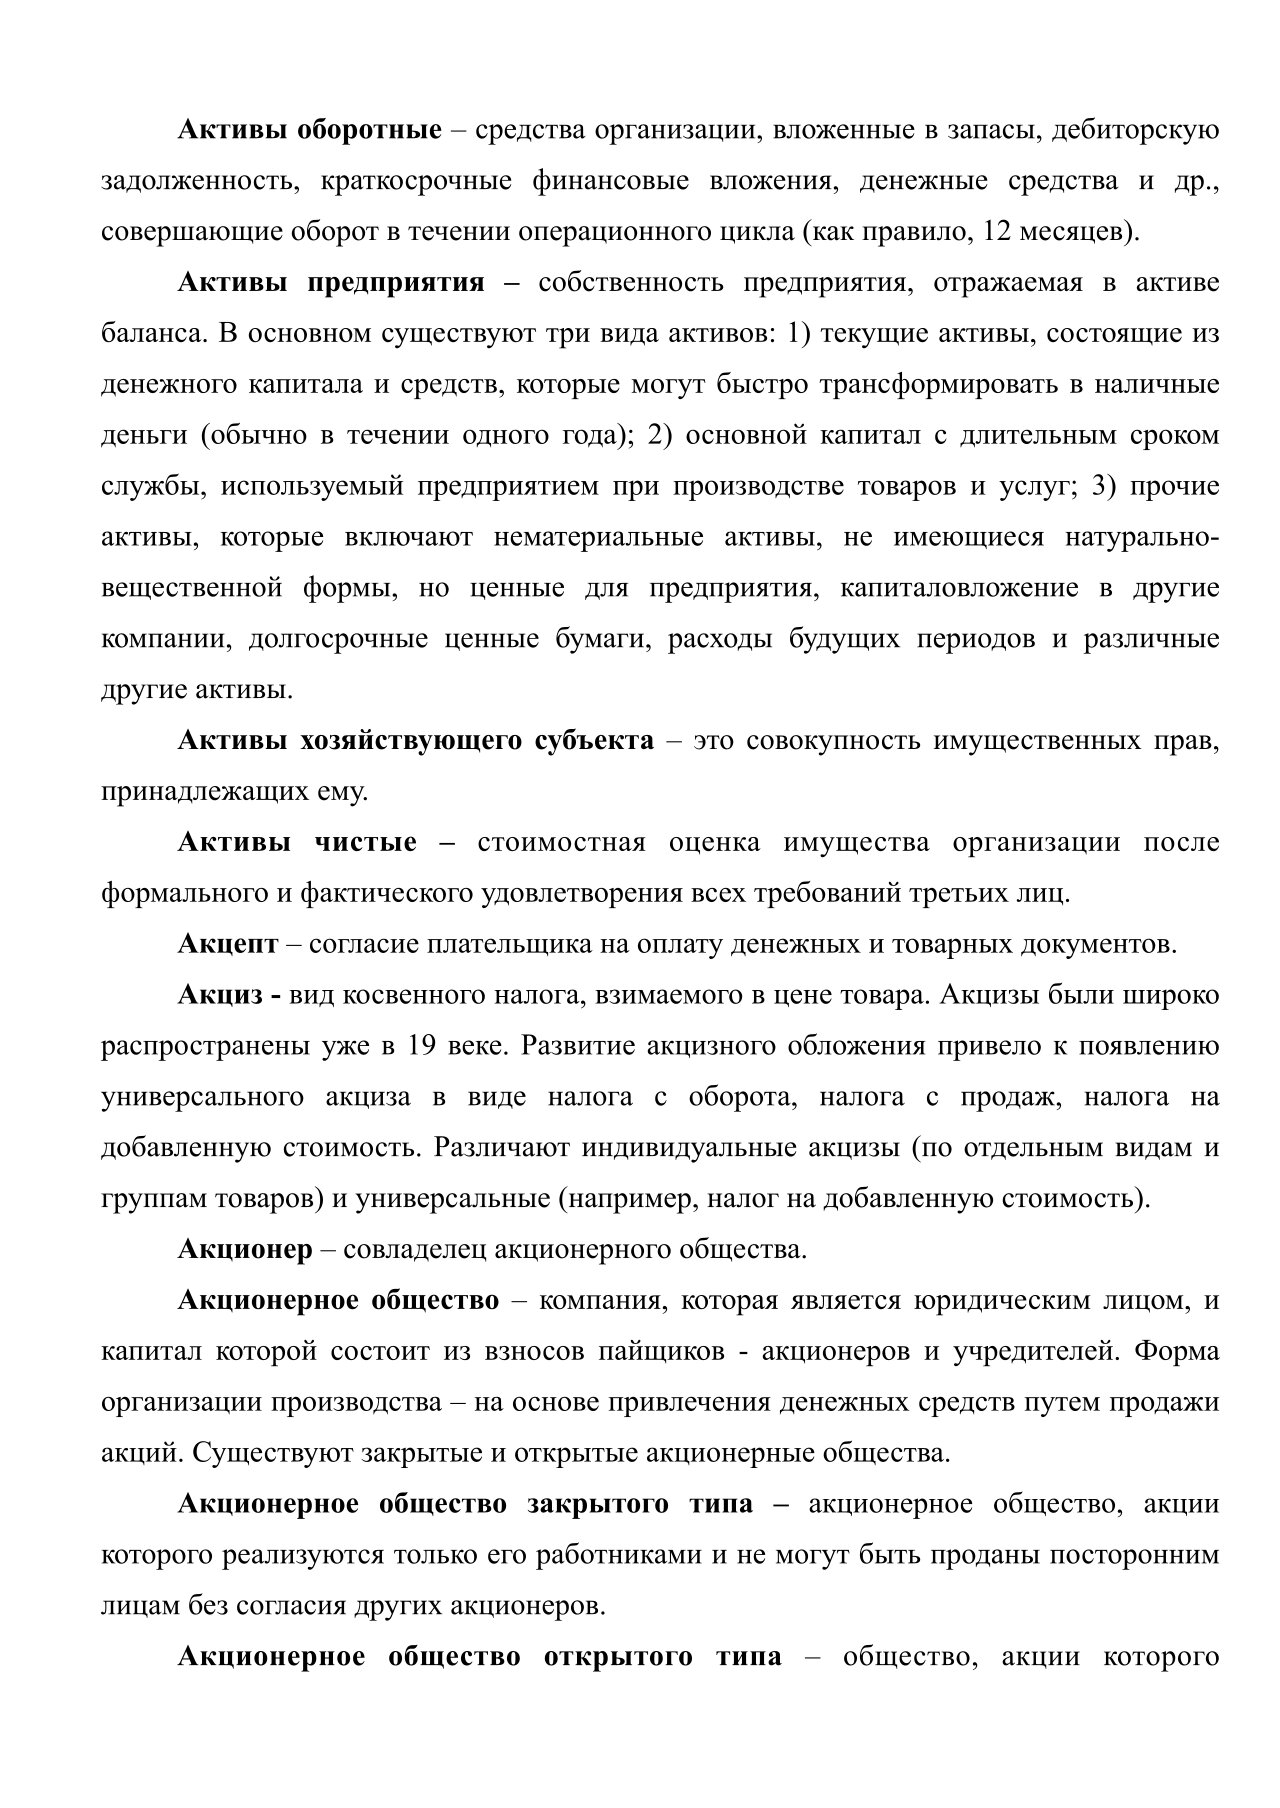 Активы оборотные – средства организации, вложенные в запасы, дебиторскую
задолженность, краткосрочные финансовые вложения, денежные средства и др.,
совершающие оборот в течении операционного цикла (как правило, 12 месяцев).
Активы предприятия – собственность предприятия, отражаемая в активе
баланса. В основном существуют три вида активов: 1) текущие активы, состоящие из
денежного капитала и средств, которые могут быстро трансформировать в наличные
деньги (обычно в течении одного года); 2) основной капитал с длительным сроком
службы, используемый предприятием при производстве товаров и услуг; 3) прочие
активы, которые включают нематериальные активы, не имеющиеся натурально-
вещественной формы, но ценные для предприятия, капиталовложение в другие
компании, долгосрочные ценные бумаги, расходы будущих периодов и различные
другие активы.
Активы хозяйствующего субъекта – это совокупность имущественных прав,
принадлежащих ему.
Активы чистые – стоимостная оценка имущества организации после
формального и фактического удовлетворения всех требований третьих лиц.
Акцепт – согласие плательщика на оплату денежных и товарных документов.
Акциз - вид косвенного налога, взимаемого в цене товара. Акцизы были широко
распространены уже в 19 веке. Развитие акцизного обложения привело к появлению
универсального акциза в виде налога с оборота, налога с продаж, налога на
добавленную стоимость. Различают индивидуальные акцизы (по отдельным видам и
группам товаров) и универсальные (например, налог на добавленную стоимость).
Акционер – совладелец акционерного общества.
Акционерное общество – компания, которая является юридическим лицом, и
капитал которой состоит из взносов пайщиков - акционеров и учредителей. Форма
организации производства – на основе привлечения денежных средств путем продажи
акций. Существуют закрытые и открытые акционерные общества.
Акционерное общество закрытого типа – акционерное общество, акции
которого реализуются только его работниками и не могут быть проданы посторонним
лицам без согласия других акционеров.
Акционерное общество открытого типа – общество, акции которого